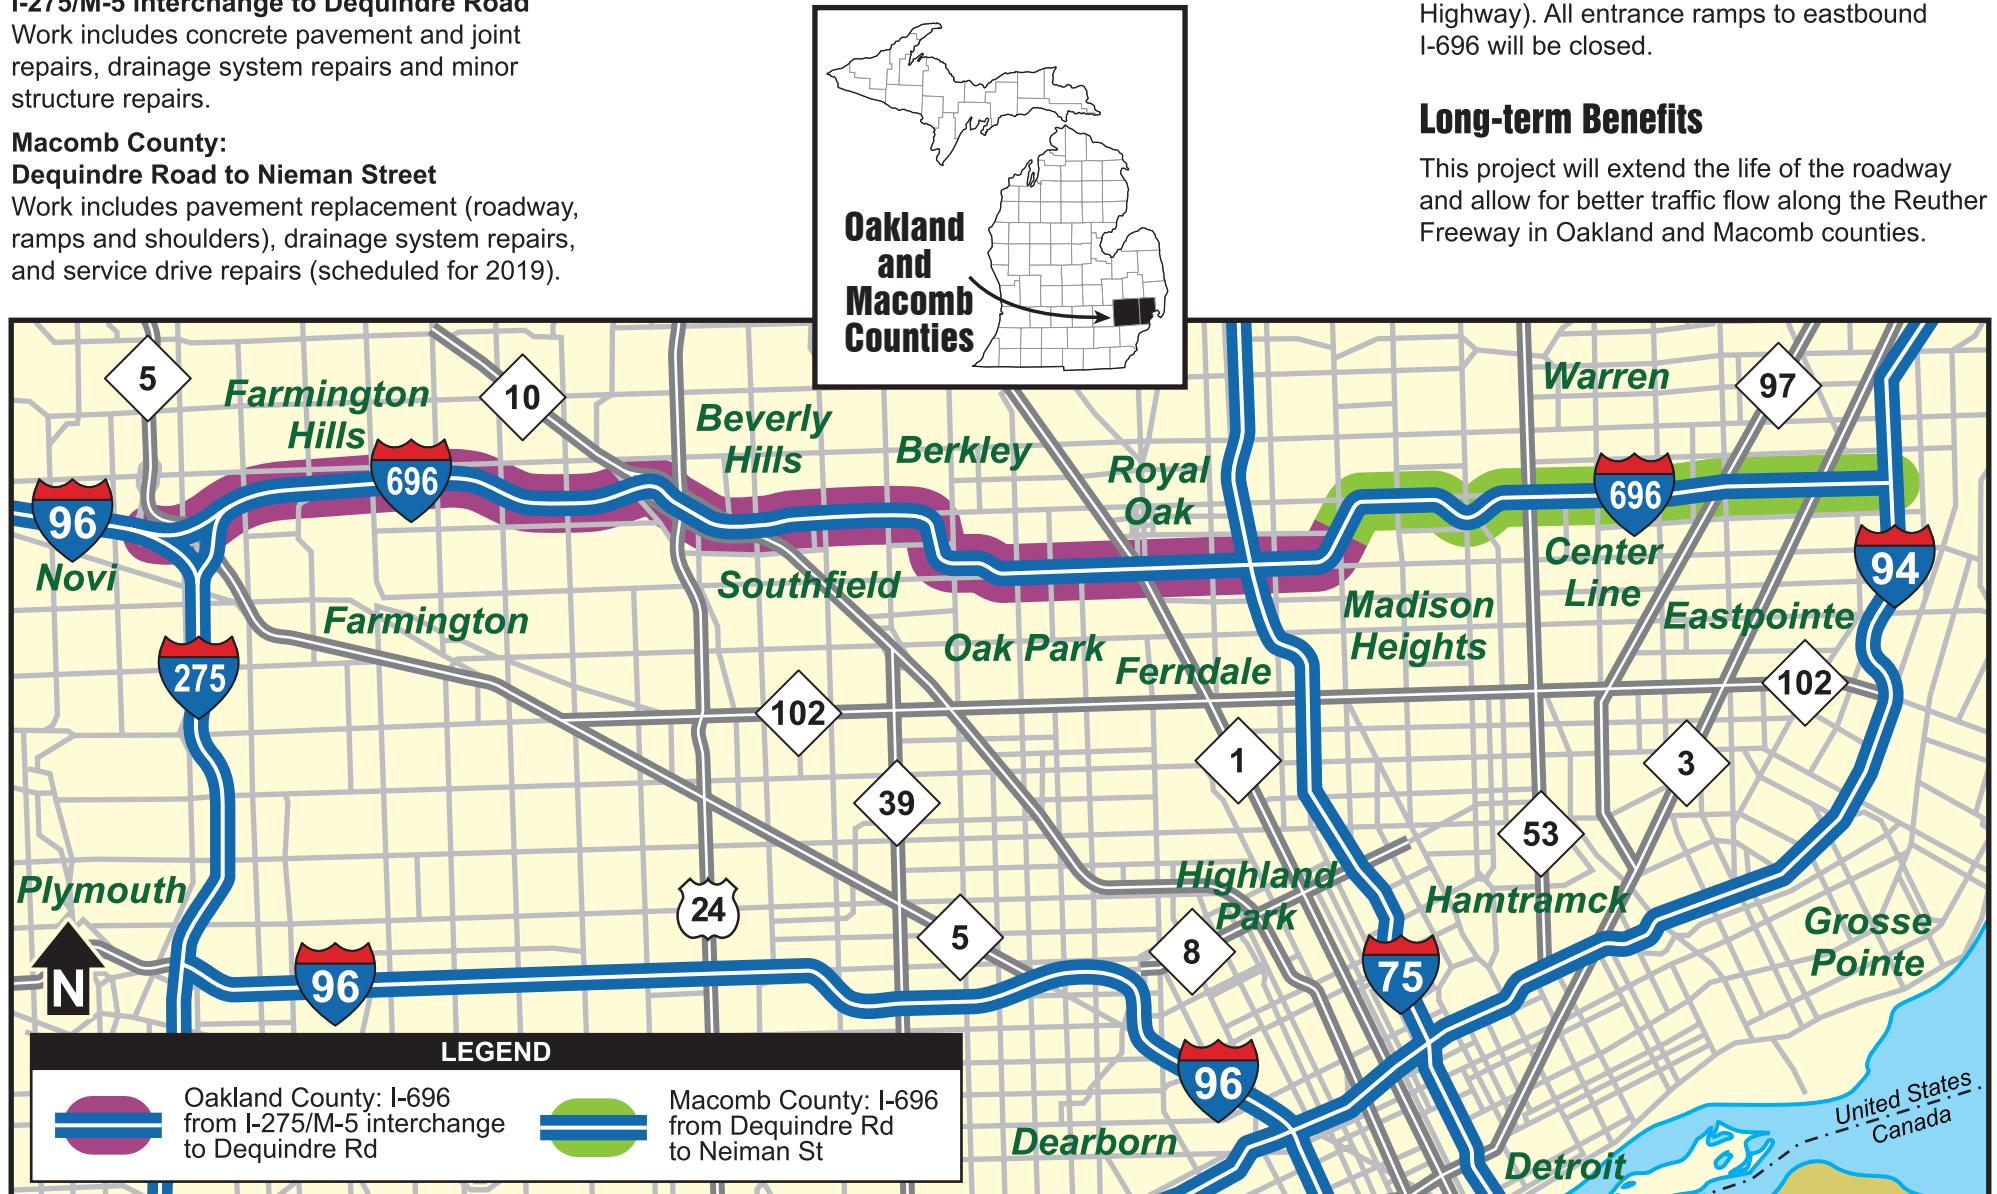 I-275/M-5 interchange to Dequindre Road
Work includes concrete pavement and joint
repairs, drainage system repairs and minor
structure repairs.
Macomb County:
Dequindre Road to Nieman Street
Work includes pavement replacement (roadway,
ramps and shoulders), drainage system repairs,
and service drive repairs (scheduled for 2019).
Oakland
and
Macomb
Counties
Highway). All entrance ramps to eastbound
I-696 will be closed.
Long-term Benefits
This project will extend the life of the roadway
and allow for better traffic flow along the Reuther
Freeway in Oakland and Macomb counties.
5
Farmington
Hills
10
Beverly
Hills
Berkley
Royal
Oak
Warren
97
96
696
696
Novi
Farmington
Southfield
Oak Park
Ferndale
Madison
Heights
Center
Line
Eastpointe
94
275
102
102
39
1
3
53
Plymouth
24
5
8
Highland
Park
Hamtramck
Grosse
Pointe
N
96
75
96
Dearborn
Detroit
United States
Canada
LEGEND
Oakland County: I-696
from I-275/M-5 interchange
to Dequindre Rd
Macomb County: I-696
from Dequindre Rd
to Neiman St